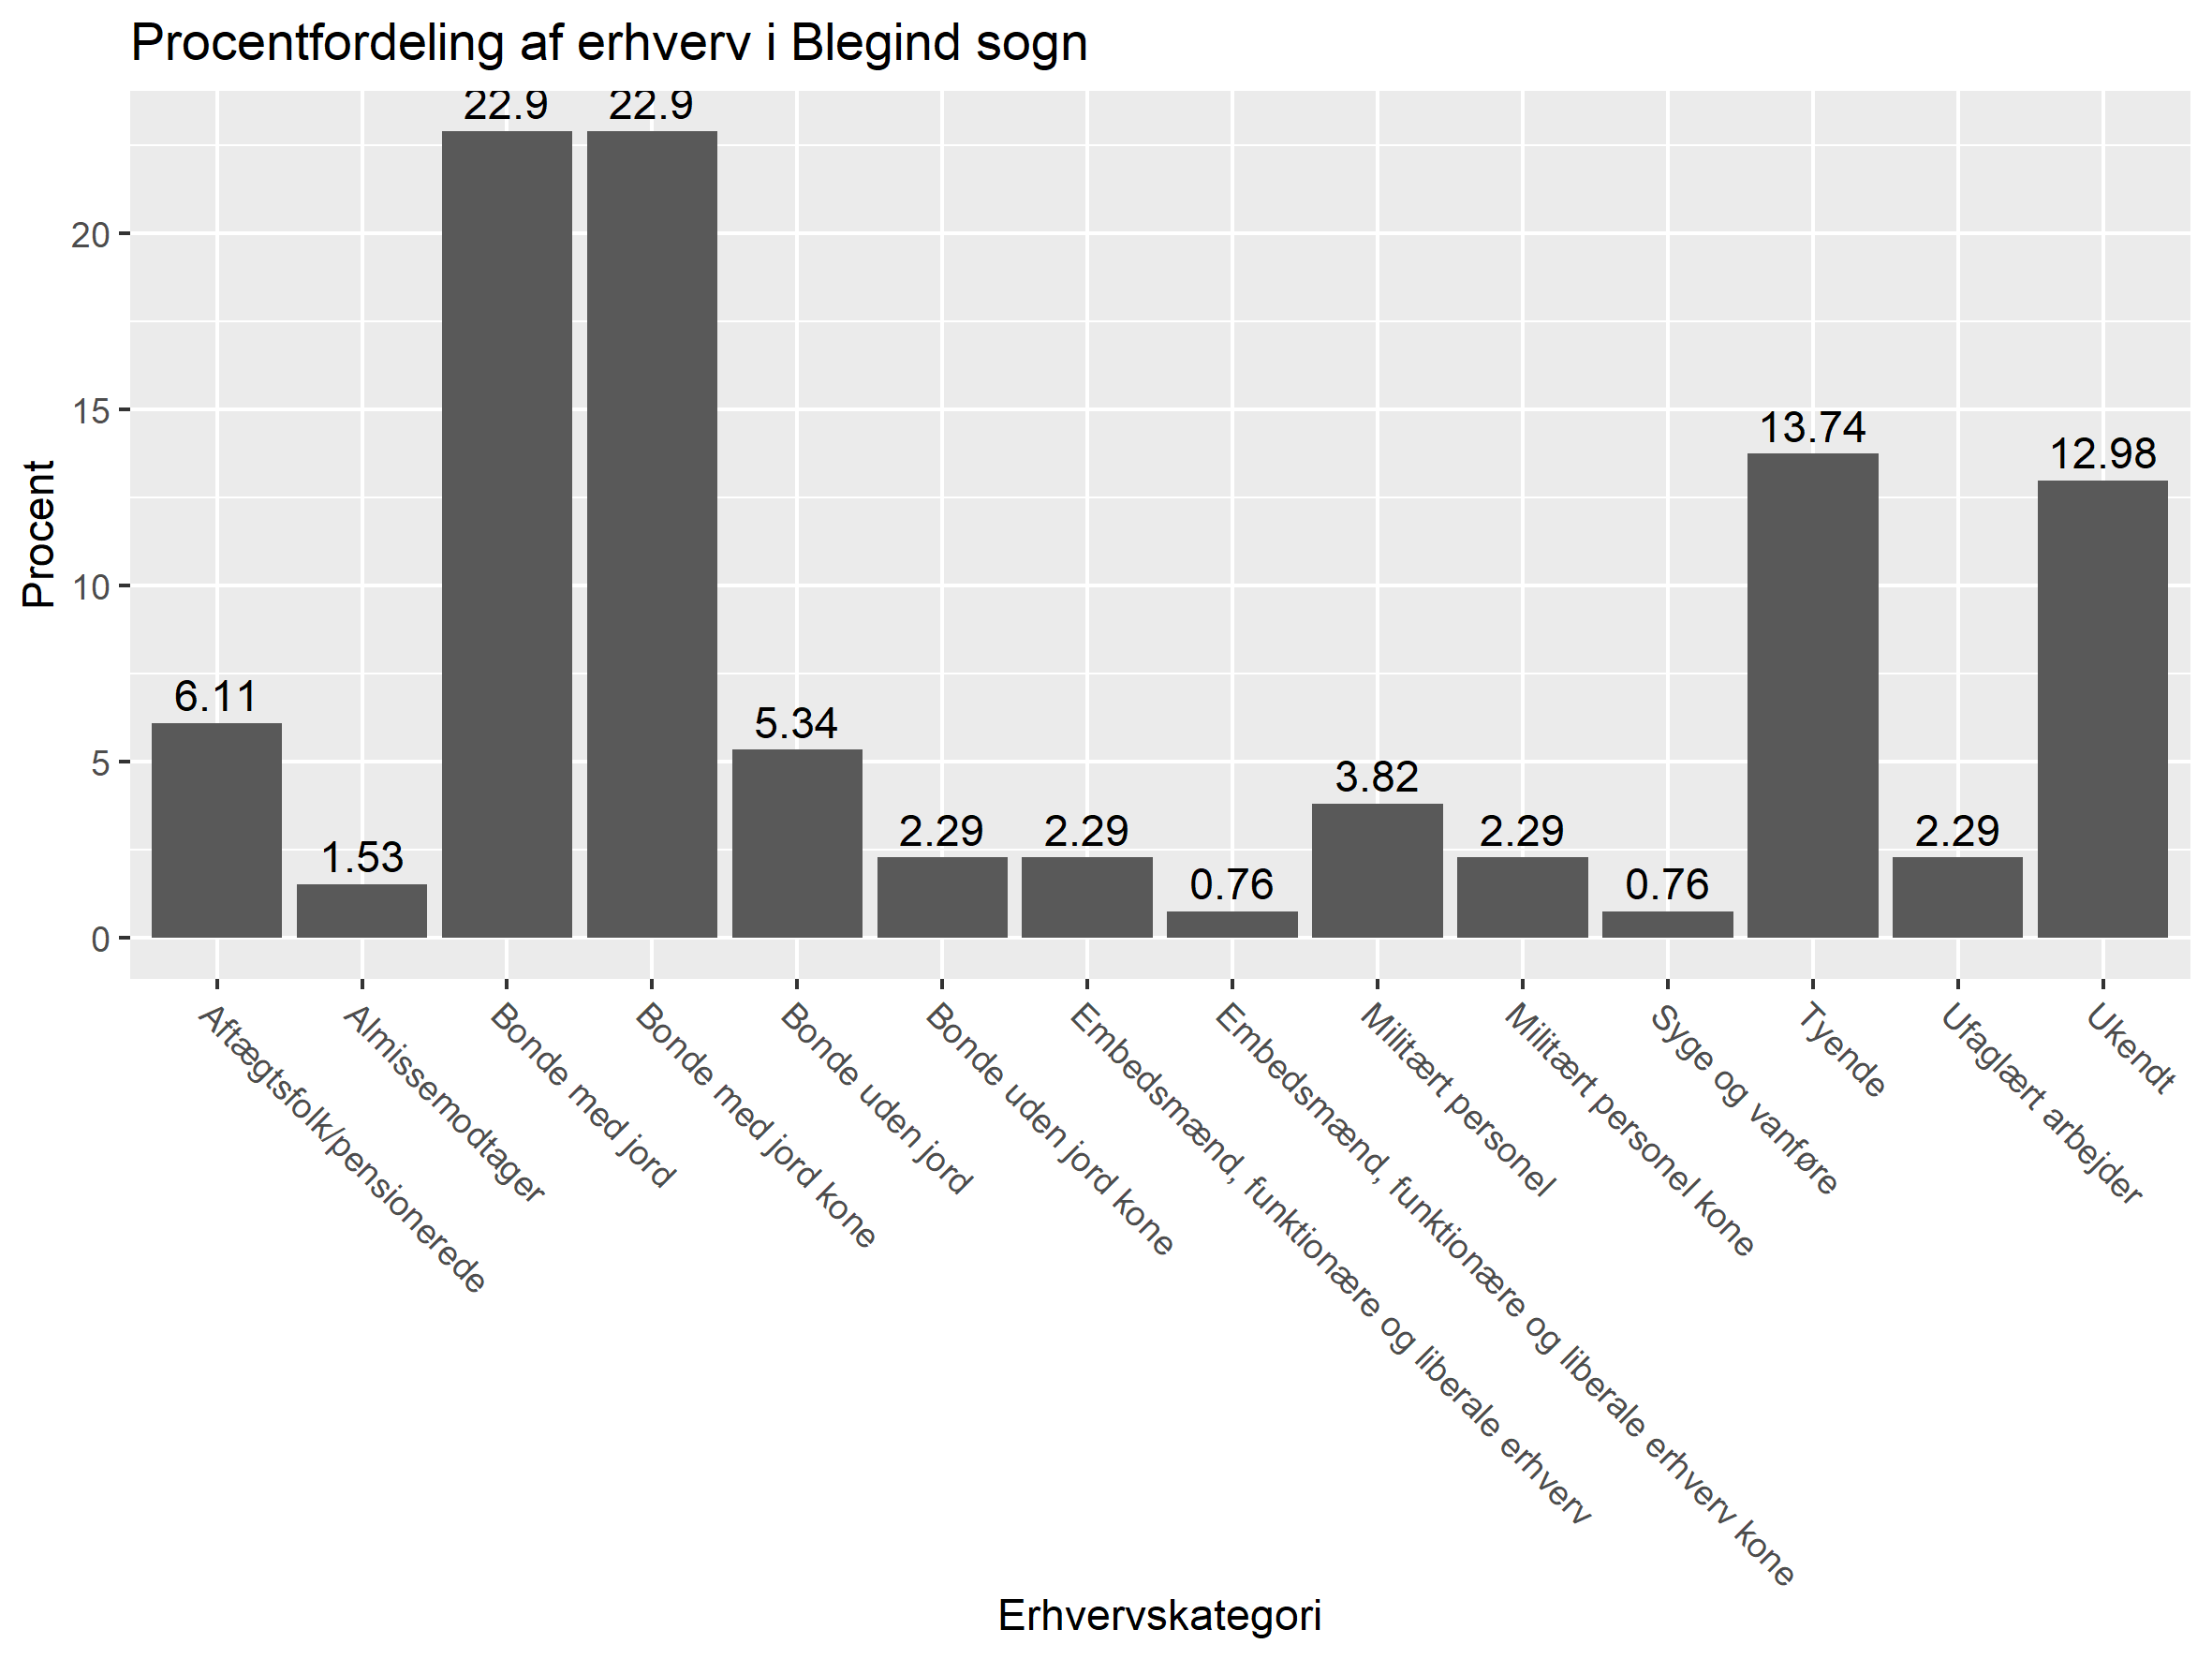 Procentfordeling af erhverv i Blegind sogn
Procent
20
15
10
5
0
6.11
1.53
22.9
22.9
5.34
2.29
2.29
0.76
3.82
2.29
0.76
13.74
2.29
12.98
Aftægtsfolk/pensionerede
Almissemodtager
Bonde med jord
Bonde med jord kone
Bonde uden jord
Bonde uden jord kone
Embedsmænd, funktionære og liberale erhverv
Embedsmænd, funktionære og liberale erhverv kone
Militært personel
Militært personel kone
Syge og vanføre
Tyende
Ufaglært arbejder
Ukendt
Erhvervskategori